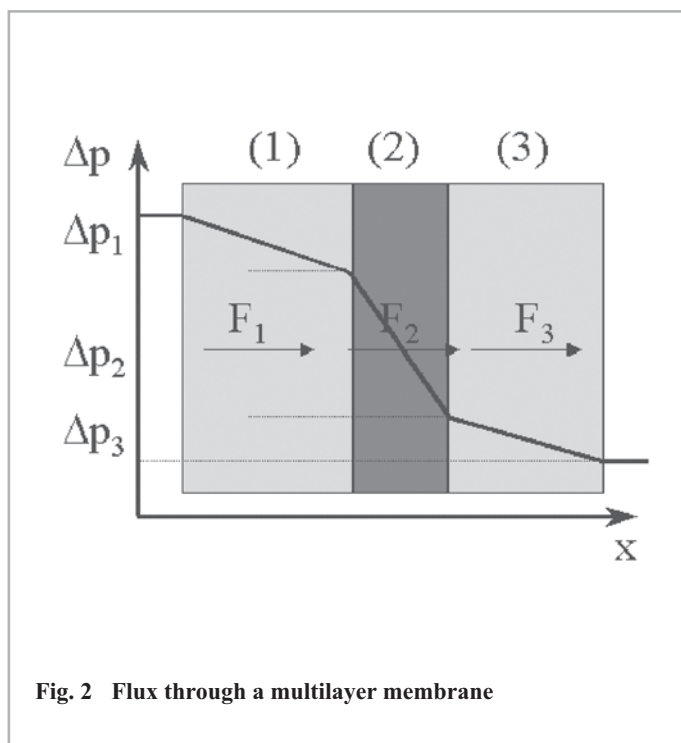 (1) (2) (3)
Δp
Δp₁
F₁ F₂ F₃
Δp₂
Δp₃
x
Fig. 2 Flux through a multilayer membrane